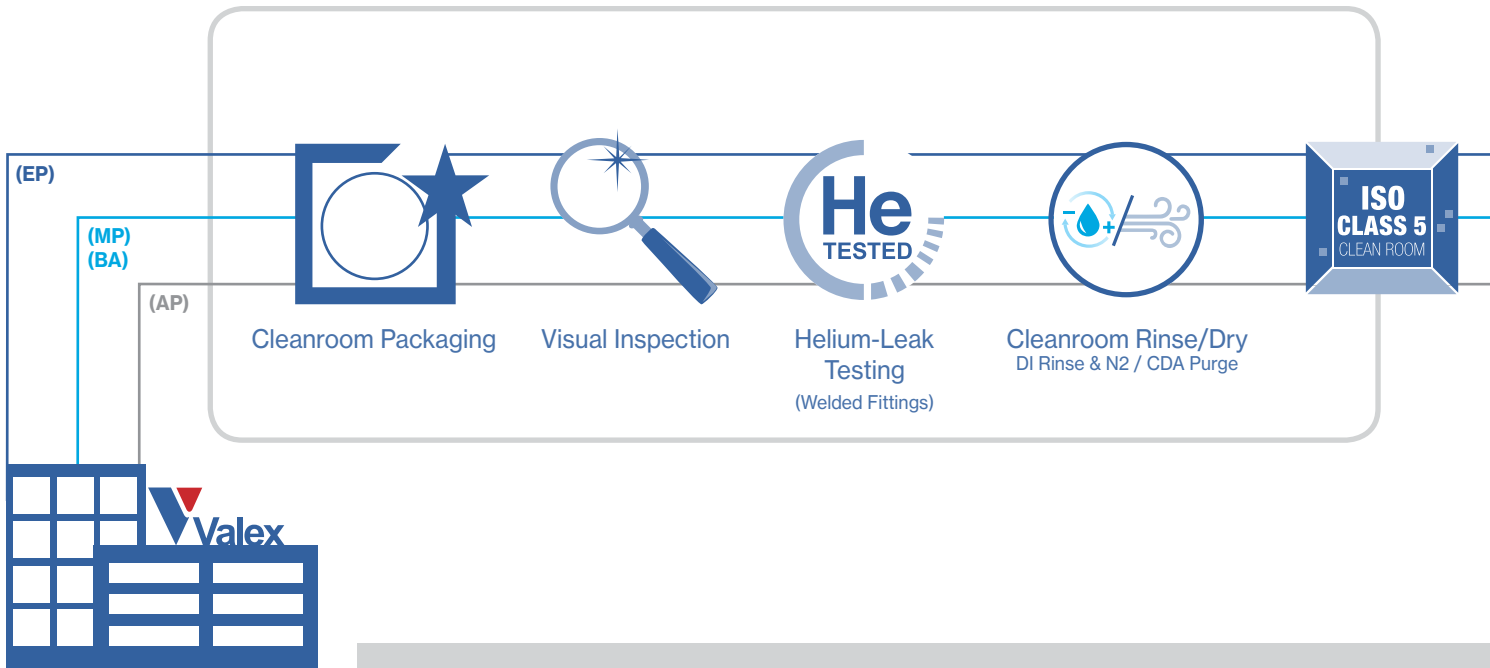 (EP)
(MP)
(BA)
(AP)
He
TESTED
ISO
CLASS 5
CLEAN ROOM
Cleanroom Packaging
Visual Inspection
Helium-Leak
Testing
(Welded Fittings)
Cleanroom Rinse/Dry
DI Rinse & N2 / CDA Purge
Valex